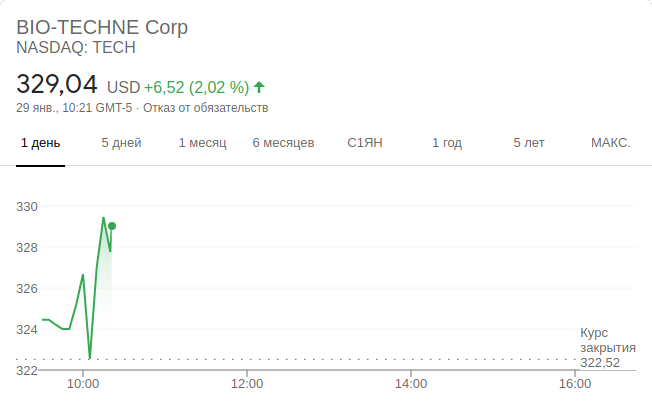 BIO-TECHNE Corp
NASDAQ: TECH
329,04 USD +6,52 (2,02 %)
29 янв., 10:21 GMT-5 · Отказ от обязательств
1 день 5 дней 1 месяц 6 месяцев С1ЯН 1 год 5 лет МАКС.
330
328
326
324
322
Курс
закрытия
322,52
10:00 12:00 14:00 16:00